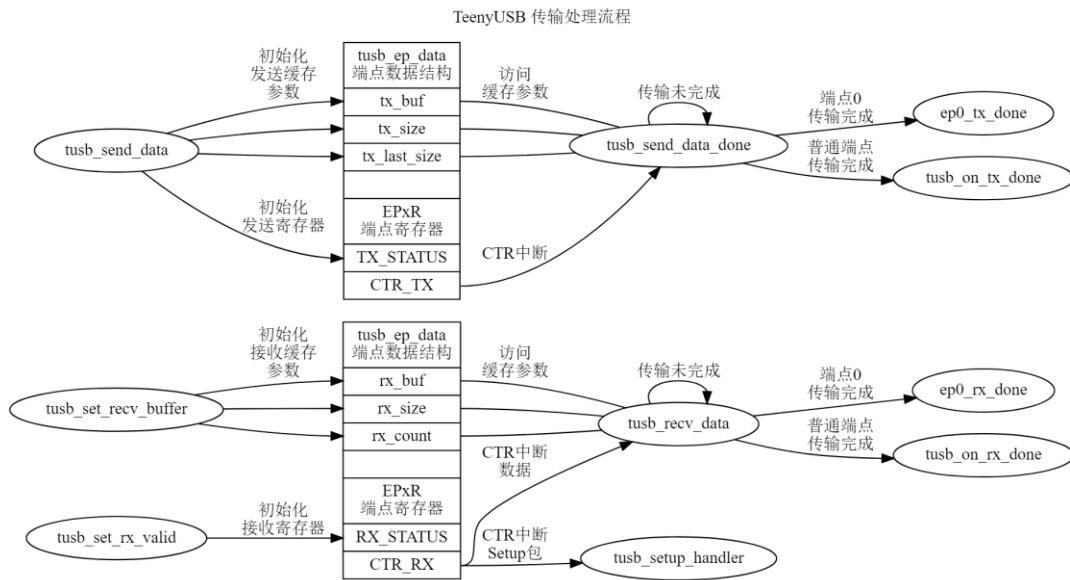 TeenyUSB 传输处理流程
初始化
发送缓存
参数
tusb_ep_data
端点数据结构
访问
缓存参数
传输未完成
端点0
传输完成
ep0_tx_done
tx_buf
tx_size
tusb_send_data
tx_last_size
tusb_send_data_done
普通端点
传输完成
tusb_on_tx_done
初始化
发送寄存器
EPxR
端点寄存器
TX_STATUS
CTR中断
CTR_TX
初始化
接收缓存
参数
tusb_ep_data
端点数据结构
访问
缓存参数
传输未完成
端点0
传输完成
ep0_rx_done
rx_buf
tusb_set_recv_buffer
rx_size
rx_count
tusb_recv_data
普通端点
传输完成
tusb_on_rx_done
CTR中断
数据
EPxR
端点寄存器
初始化
接收寄存器
tusb_set_rx_valid
RX_STATUS
CTR中断
Setup包
CTR_RX
tusb_setup_handler